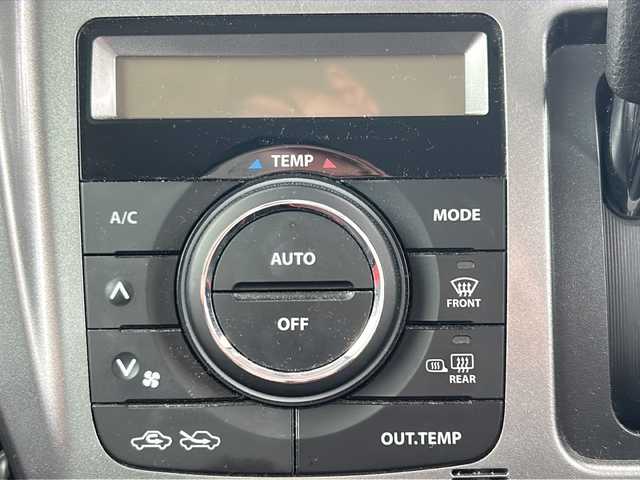 TEMP
A/C
MODE
AUTO
OFF
FRONT
REAR
OUT.TEMP